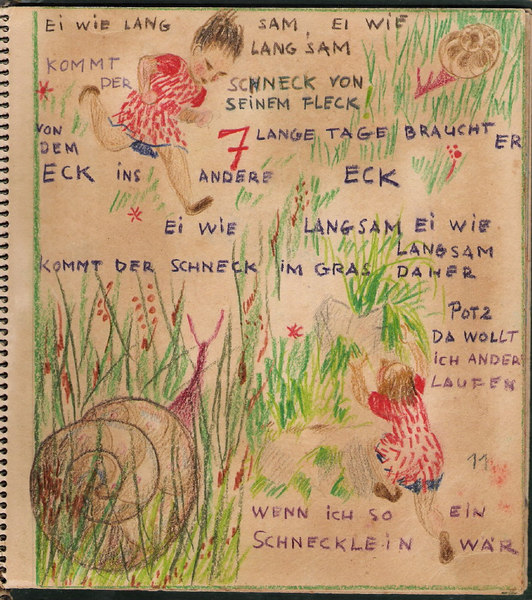 EI WIE LANG SAM, EI WIE
LANGSAM
KOMMT
DER SCHNECK VON
SEINEM FLECK!
7 LANGE TAGE BRAUCHT ER
VON
DEM
ECK INS ANDERE ECK
EI WIE LANGSAM EI WIE
LANGSAM
KOMMT DER SCHNECK IM GRAS DAHER
POTZ
DA WOLLT
ICH ANDER
LAUFEN
11
WENN ICH SO EIN
SCHNECKLEIN WÄR